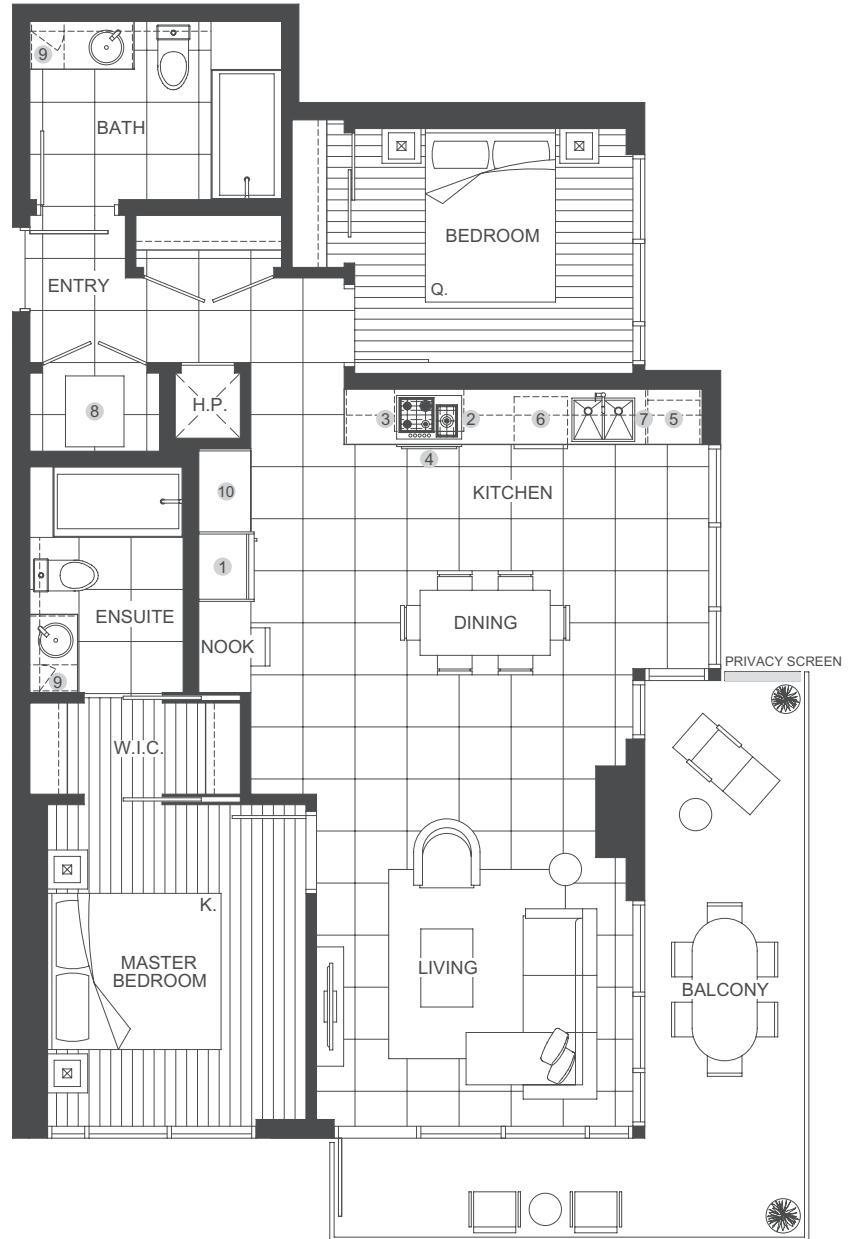 9
BATH
BEDROOM
Q.
ENTRY
8
H.P.
3
2
6
7
5
4
KITCHEN
10
1
ENSUITE
NOOK
DINING
9
PRIVACY SCREEN
W.I.C.
K.
MASTER
BEDROOM
LIVING
BALCONY